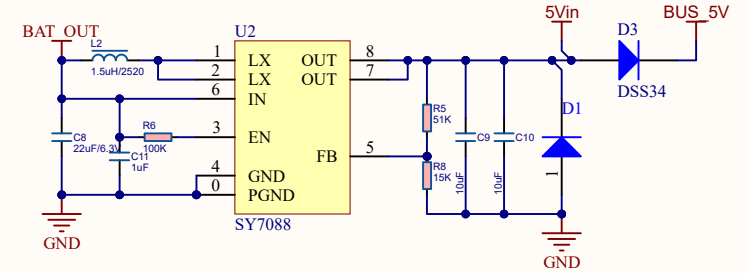 BAT_OUT
L2
1.5uH/2520
C8
22uF/6.3V
R6
100K
C11
1uF
GND
U2
1 LX OUT 8
2 LX OUT 7
6 IN
3 EN
FB 5
4 GND
0 PGND
SY7088
R5
51K
R8
15K
C9
10uF
C10
10uF
5Vin
D3
DSS34
BUS_5V
D1
1
GND